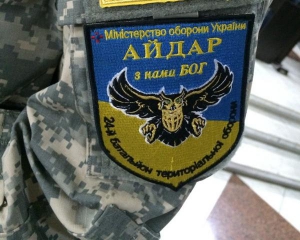 Міністерство оборони України
АЙДАР
з нами БОГ
24-й батальйон територіальної оборони